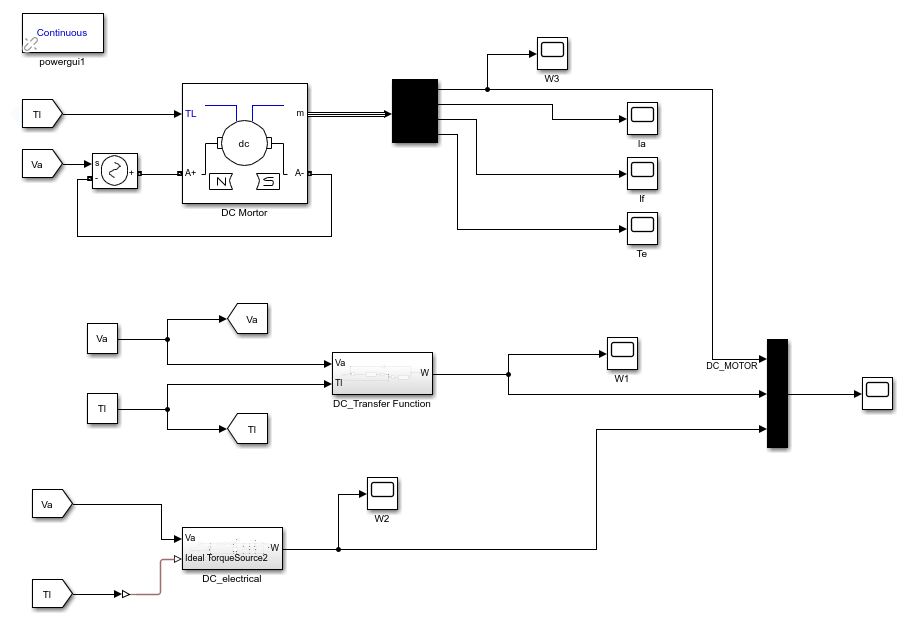 Continuous
powergui1
W3
Tl
TL
m
dc
Ia
Va
s
-
+
A+
A-
N
S
DC Mortor
If
Te
Va
Va
Va
Tl
W
DC_Transfer Function
W1
DC_MOTOR
Tl
Tl
Va
W2
Va
Ideal TorqueSource2
W
DC_electrical
Tl